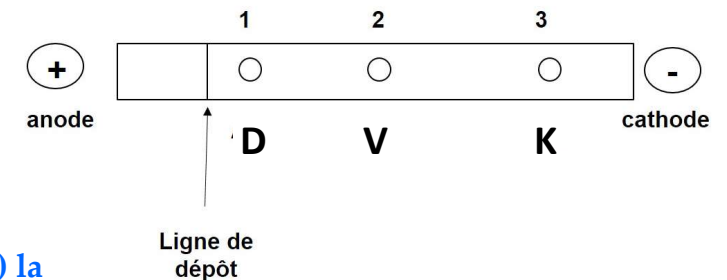 1 2 3
+ -
anode cathode
D V K
Ligne de
dépôt
) la